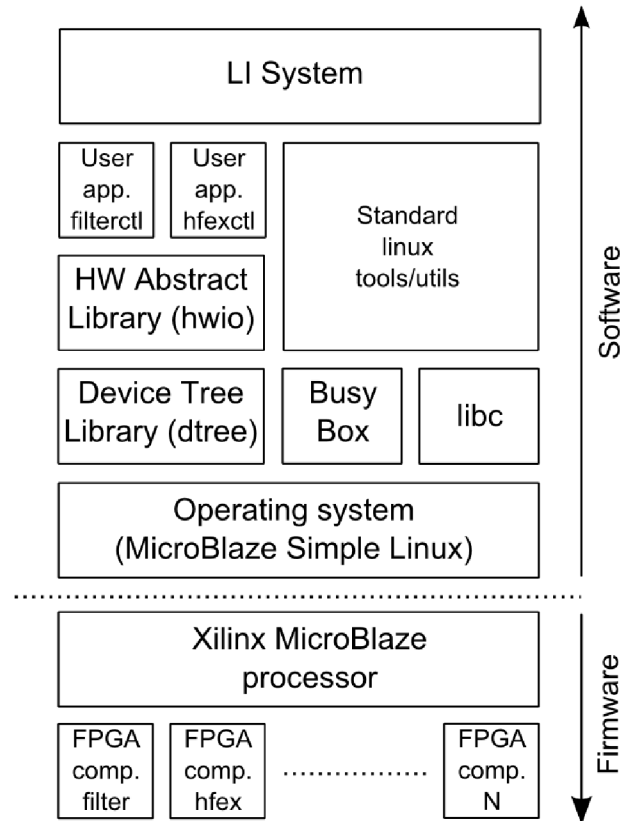 LI System
User
app.
filterctl
User
app.
hfexctl
Standard
linux
tools/utils
HW Abstract
Library (hwio)
Device Tree
Library (dtree)
Busy
Box
libc
Operating system
(MicroBlaze Simple Linux)
Software
Xilinx MicroBlaze
processor
FPGA
comp.
filter
FPGA
comp.
hfex
FPGA
comp.
N
Firmware